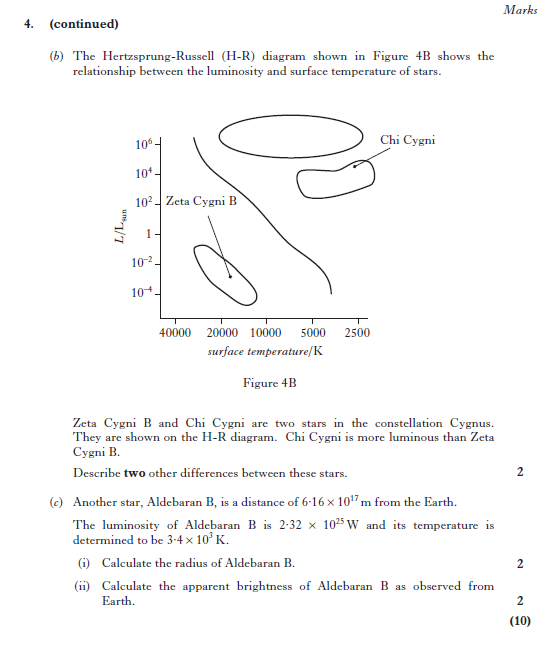 Marks
4. (continued)
(b) The Hertzsprung-Russell (H-R) diagram shown in Figure 4B shows the
relationship between the luminosity and surface temperature of stars.
Chi Cygni
10⁶
10⁴
10² Zeta Cygni B
L/Lsun
1
10⁻²
10⁻⁴
40000 20000 10000 5000 2500
surface temperature/K
Figure 4B
Zeta Cygni B and Chi Cygni are two stars in the constellation Cygnus.
They are shown on the H-R diagram. Chi Cygni is more luminous than Zeta
Cygni B.
Describe two other differences between these stars. 2
(c) Another star, Aldebaran B, is a distance of 6·16 × 10¹⁷ m from the Earth.
The luminosity of Aldebaran B is 2·32 × 10²⁵ W and its temperature is
determined to be 3·4 × 10³ K.
(i) Calculate the radius of Aldebaran B. 2
(ii) Calculate the apparent brightness of Aldebaran B as observed from
Earth. 2
(10)